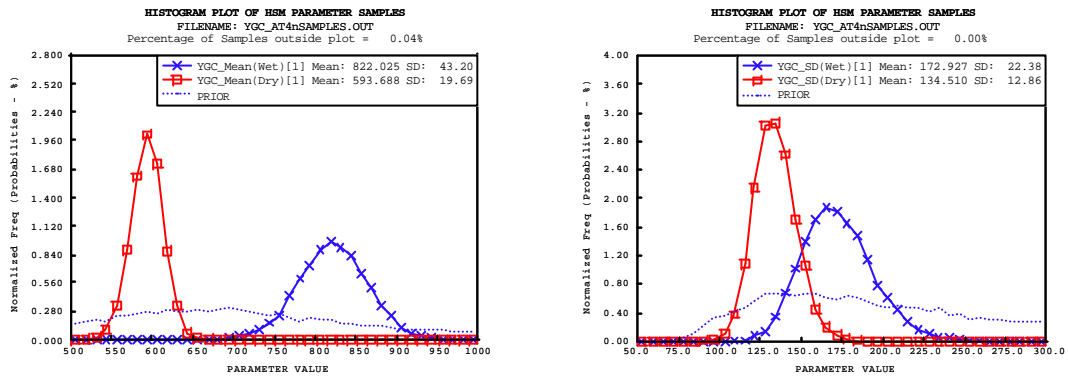 HISTOGRAM PLOT OF HSM PARAMETER SAMPLES
FILENAME: YGC_AT4nSAMPLES.OUT
Percentage of Samples outside plot = 0.04%
Normalized Freq (Probabilities - %)
2.800
2.520
2.240
1.960
1.680
1.400
1.120
0.840
0.560
0.280
0.000
YGC_Mean(Wet)[1] Mean: 822.025 SD: 43.20
YGC_Mean(Dry)[1] Mean: 593.688 SD: 19.69
PRIOR
500 550 600 650 700 750 800 850 900 950 1000
PARAMETER VALUE
HISTOGRAM PLOT OF HSM PARAMETER SAMPLES
FILENAME: YGC_AT4nSAMPLES.OUT
Percentage of Samples outside plot = 0.00%
Normalized Freq (Probabilities - %)
4.00
3.60
3.20
2.80
2.40
2.00
1.60
1.20
0.80
0.40
0.00
YGC_SD(Wet)[1] Mean: 172.927 SD: 22.38
YGC_SD(Dry)[1] Mean: 134.510 SD: 12.86
PRIOR
50.0 75.0 100.0 125.0 150.0 175.0 200.0 225.0 250.0 275.0 300.0
PARAMETER VALUE